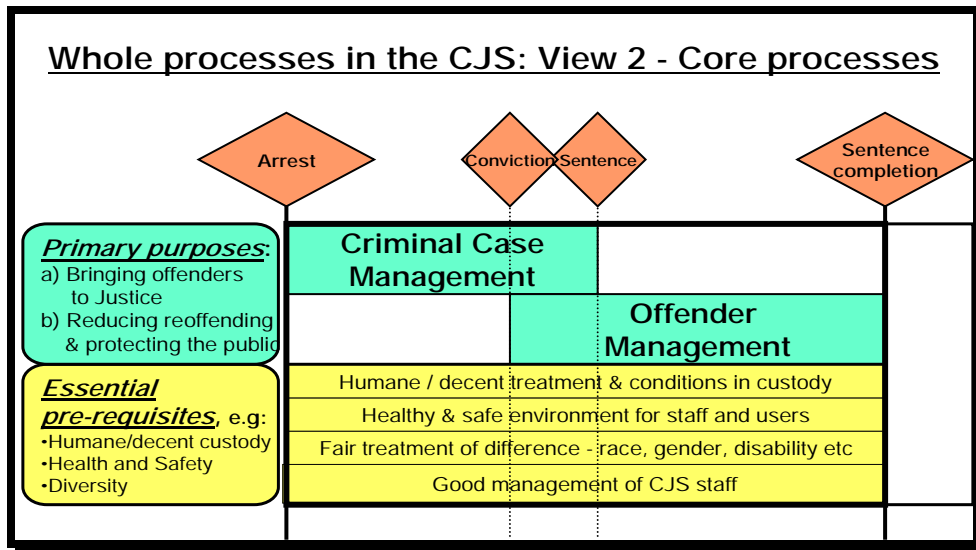 Whole processes in the CJS: View 2 - Core processes
Arrest
Conviction
Sentence
Sentence
completion
Primary purposes:
a) Bringing offenders
to Justice
b) Reducing reoffending
& protecting the public
Criminal Case
Management
Offender
Management
Essential
pre-requisites, e.g:
•Humane/decent custody
•Health and Safety
•Diversity
Humane / decent treatment & conditions in custody
Healthy & safe environment for staff and users
Fair treatment of difference - race, gender, disability etc
Good management of CJS staff